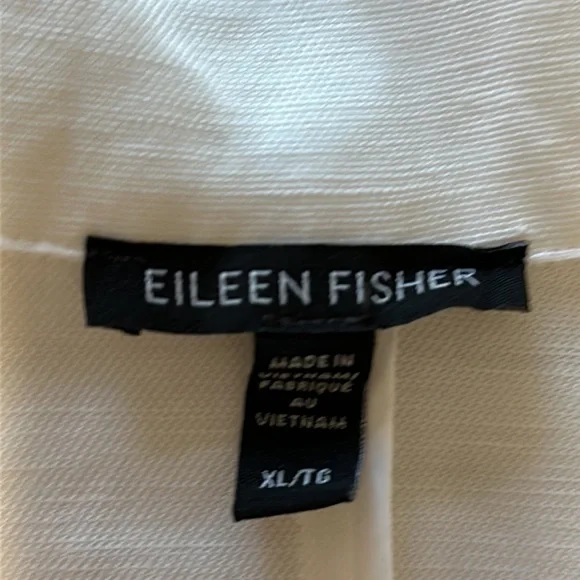 EILEEN FISHER
MADE IN
VIETNAM/
FABRIQUÉ
AU
VIETNAM
XL/TG